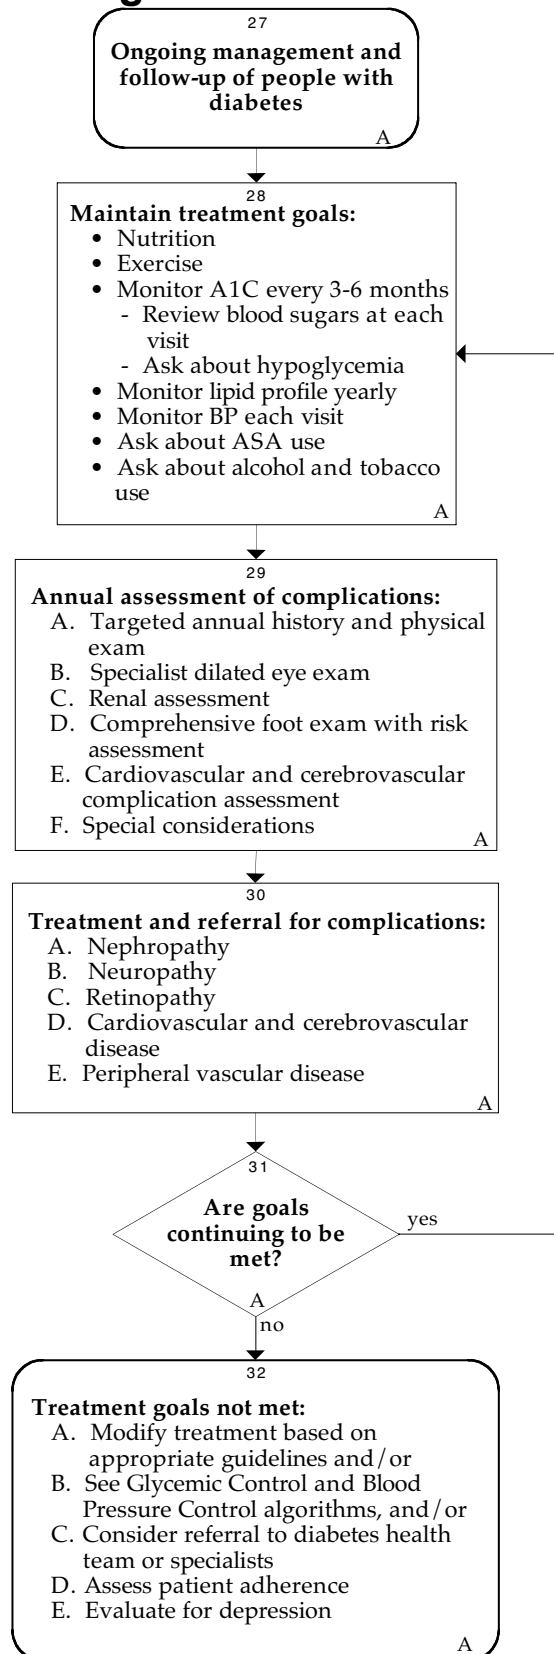 27
Ongoing management and
follow-up of people with
diabetes
A
28
Maintain treatment goals:
• Nutrition
• Exercise
• Monitor A1C every 3-6 months
- Review blood sugars at each
visit
- Ask about hypoglycemia
• Monitor lipid profile yearly
• Monitor BP each visit
• Ask about ASA use
• Ask about alcohol and tobacco
use
A
29
Annual assessment of complications:
A. Targeted annual history and physical
exam
B. Specialist dilated eye exam
C. Renal assessment
D. Comprehensive foot exam with risk
assessment
E. Cardiovascular and cerebrovascular
complication assessment
F. Special considerations
A
30
Treatment and referral for complications:
A. Nephropathy
B. Neuropathy
C. Retinopathy
D. Cardiovascular and cerebrovascular
disease
E. Peripheral vascular disease
A
31
Are goals
continuing to be
met?
A
yes
no
32
Treatment goals not met:
A. Modify treatment based on
appropriate guidelines and/or
B. See Glycemic Control and Blood
Pressure Control algorithms, and/or
C. Consider referral to diabetes health
team or specialists
D. Assess patient adherence
E. Evaluate for depression
A